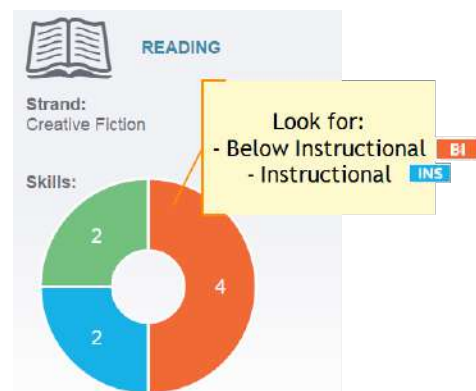 READING
Strand:
Creative Fiction
Look for:
- Below Instructional BI
- Instructional INS
Skills:
2
4
2